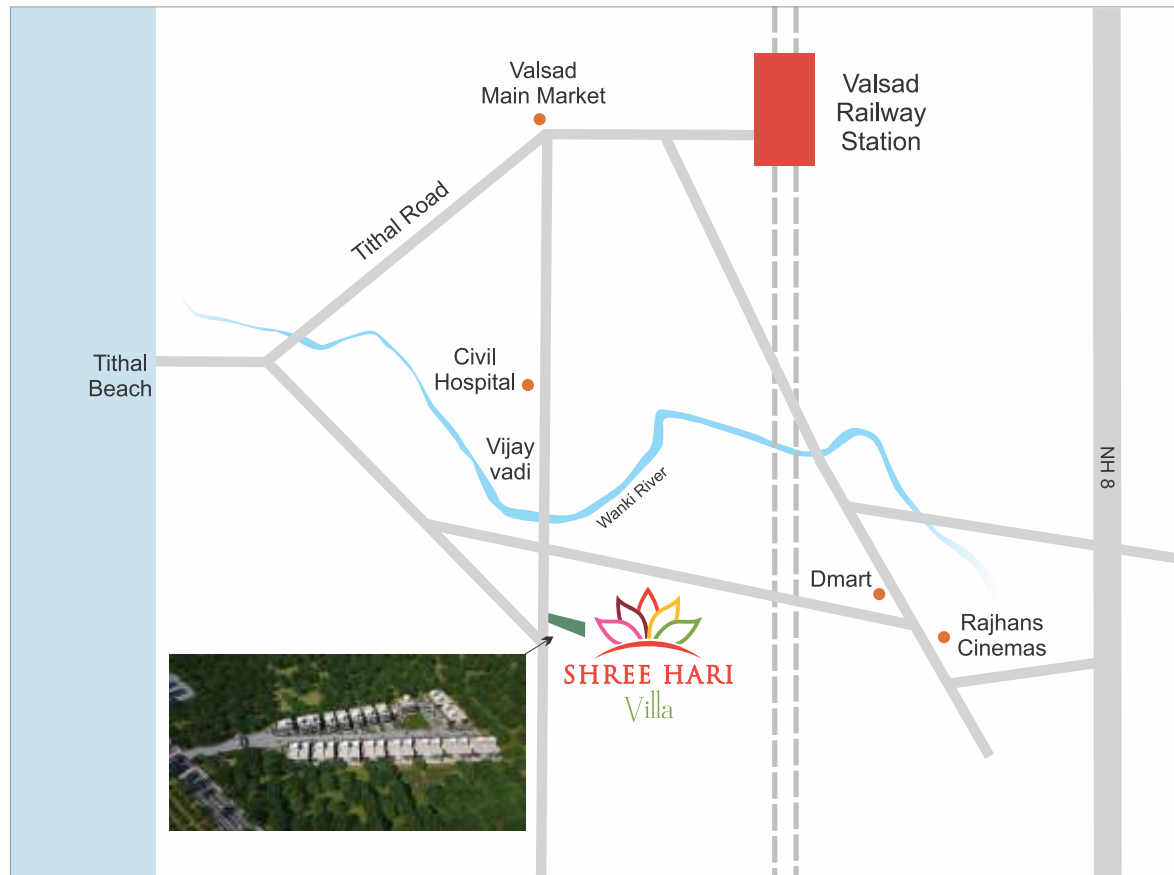 Valsad
Main Market
Valsad
Railway
Station
Tithal Road
Tithal
Beach
Civil
Hospital
Vijay
vadi
Wanki River
NH 8
Dmart
Rajhans
Cinemas
SHREE HARI
Villa